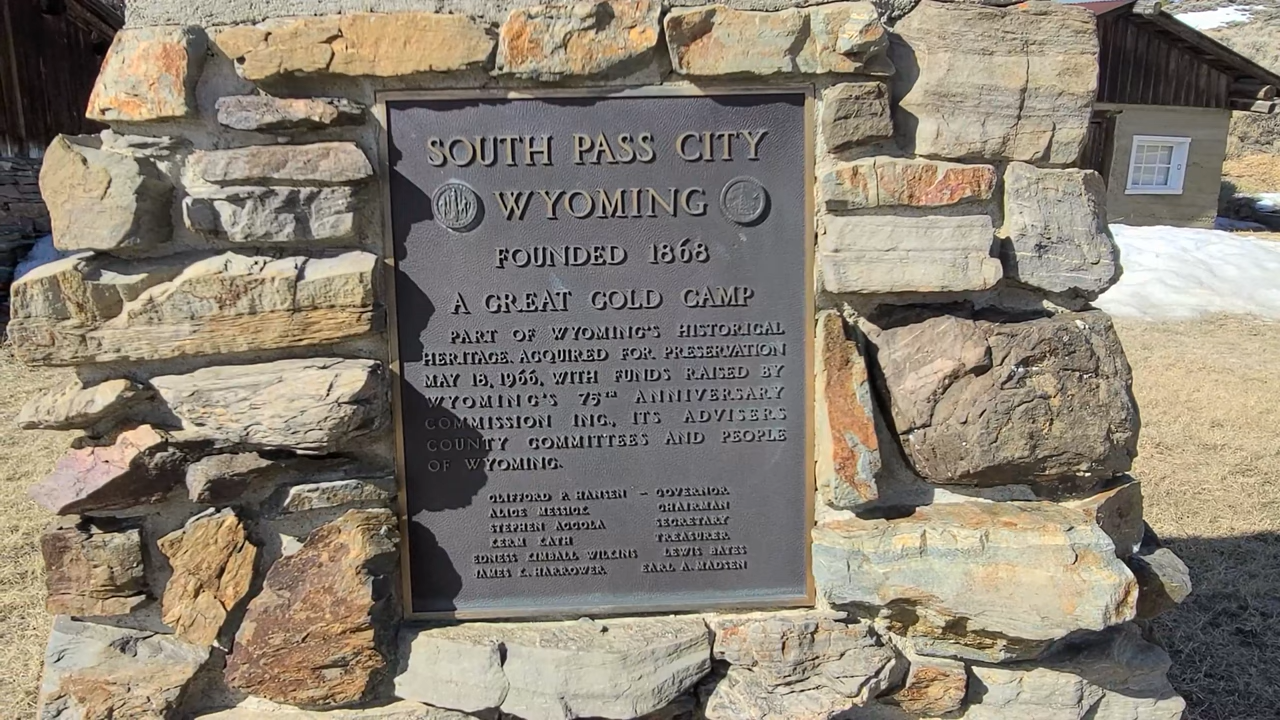 SOUTH PASS CITY
WYOMING
FOUNDED 1868
A GREAT GOLD CAMP
PART OF WYOMING'S HISTORICAL
HERITAGE. ACQUIRED FOR PRESERVATION
MAY 18, 1966, WITH FUNDS RAISED BY
WYOMING'S 75TH ANNIVERSARY
COMMISSION INC., ITS ADVISERS
COUNTY COMMITTEES AND PEOPLE
OF WYOMING.
CLIFFORD P. HANSEN – GOVERNOR
ALICE MESSICK CHAIRMAN
STEPHEN ACCOLA SECRETARY
KERM KATH TREASURER
EDNESS KIMBALL WILKINS LEWIS BATES
JAMES L. HARROWER EARL A. MADSEN